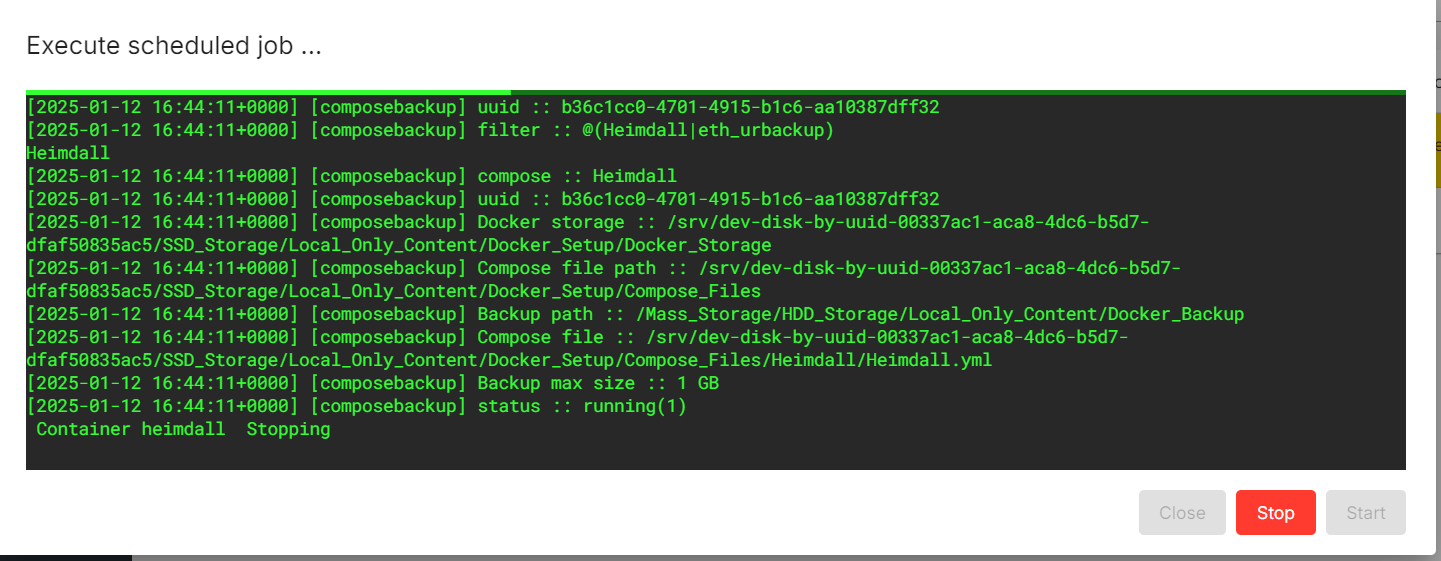 Execute scheduled job ...
[2025-01-12 16:44:11+0000] [composebackup] uuid :: b36c1cc0-4701-4915-b1c6-aa10387dff32
[2025-01-12 16:44:11+0000] [composebackup] filter :: @(Heimdall|eth_urbackup)
Heimdall
[2025-01-12 16:44:11+0000] [composebackup] compose :: Heimdall
[2025-01-12 16:44:11+0000] [composebackup] uuid :: b36c1cc0-4701-4915-b1c6-aa10387dff32
[2025-01-12 16:44:11+0000] [composebackup] Docker storage :: /srv/dev-disk-by-uuid-00337ac1-aca8-4dc6-b5d7-
dfaf50835ac5/SSD_Storage/Local_Only_Content/Docker_Setup/Docker_Storage
[2025-01-12 16:44:11+0000] [composebackup] Compose file path :: /srv/dev-disk-by-uuid-00337ac1-aca8-4dc6-b5d7-
dfaf50835ac5/SSD_Storage/Local_Only_Content/Docker_Setup/Compose_Files
[2025-01-12 16:44:11+0000] [composebackup] Backup path :: /Mass_Storage/HDD_Storage/Local_Only_Content/Docker_Backup
[2025-01-12 16:44:11+0000] [composebackup] Compose file :: /srv/dev-disk-by-uuid-00337ac1-aca8-4dc6-b5d7-
dfaf50835ac5/SSD_Storage/Local_Only_Content/Docker_Setup/Compose_Files/Heimdall/Heimdall.yml
[2025-01-12 16:44:11+0000] [composebackup] Backup max size :: 1 GB
[2025-01-12 16:44:11+0000] [composebackup] status :: running(1)
Container heimdall  Stopping
Close Stop Start